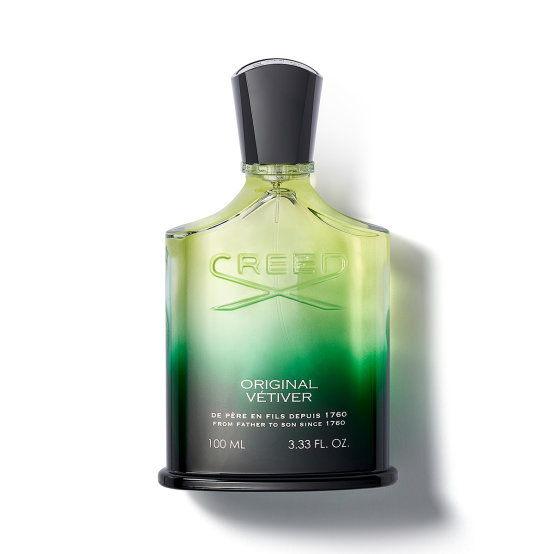 CREED
ORIGINAL
VÉTIVER
DE PÈRE EN FILS DEPUIS 1760
FROM FATHER TO SON SINCE 1760
100 ML 3.33 FL. OZ.